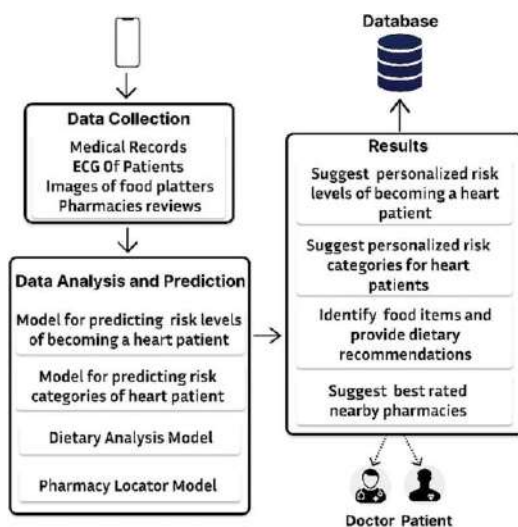 Database
Data Collection
Medical Records
ECG Of Patients
Images of food platters
Pharmacies reviews
Data Analysis and Prediction
Model for predicting risk levels
of becoming a heart patient
Model for predicting risk
categories of heart patient
Dietary Analysis Model
Pharmacy Locator Model
Results
Suggest personalized risk
levels of becoming a heart
patient
Suggest personalized risk
categories for heart
patients
Identify food items and
provide dietary
recommendations
Suggest best rated
nearby pharmacies
Doctor Patient